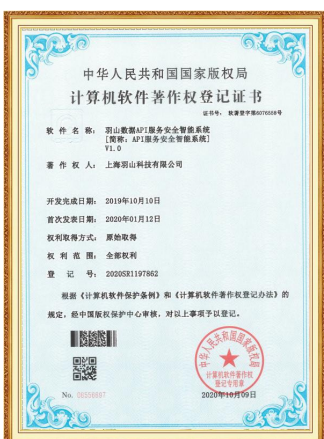 中华人民共和国国家版权局
计算机软件著作权登记证书
证书号： 软著登字第6076558号
软 件 名 称： 羽山数据API服务安全智能系统
[简称：API服务安全智能系统]
V1.0
著 作 权 人： 上海羽山科技有限公司
开发完成日期： 2019年10月10日
首次发表日期： 2020年01月12日
权利取得方式： 原始取得
权 利 范 围： 全部权利
登 记 号： 2020SR1197862
根据《计算机软件保护条例》和《计算机软件著作权登记办法》的
规定，经中国版权保护中心审核，对以上事项予以登记。
中华人民共和国国家版权局
计算机软件著作权
登记专用章
No. 06556687
2020年10月09日